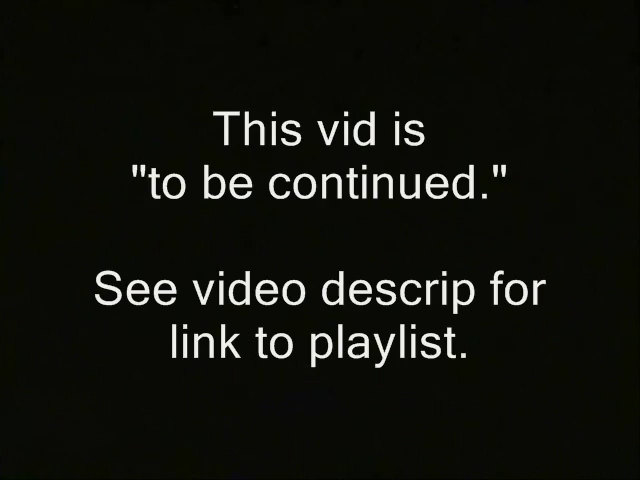 This vid is
"to be continued."
See video descrip for
link to playlist.